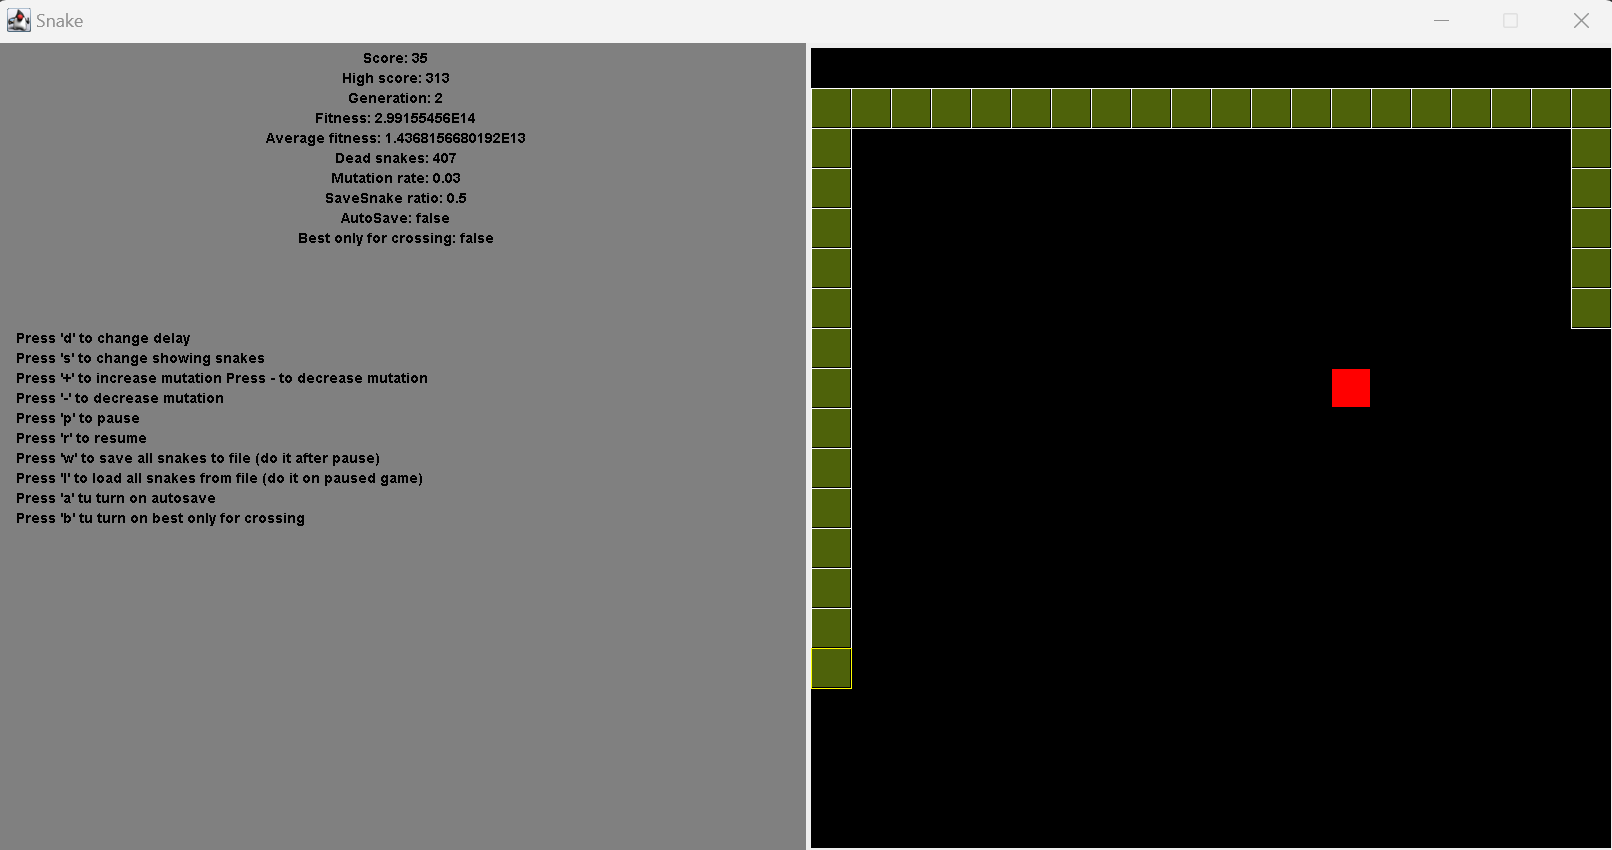 Snake
Score: 35
High score: 313
Generation: 2
Fitness: 2.99155456E14
Average fitness: 1.4368156680192E13
Dead snakes: 407
Mutation rate: 0.03
SaveSnake ratio: 0.5
AutoSave: false
Best only for crossing: false
Press 'd' to change delay
Press 's' to change showing snakes
Press '+' to increase mutation Press - to decrease mutation
Press '-' to decrease mutation
Press 'p' to pause
Press 'r' to resume
Press 'w' to save all snakes to file (do it after pause)
Press 'l' to load all snakes from file (do it on paused game)
Press 'a' tu turn on autosave
Press 'b' tu turn on best only for crossing